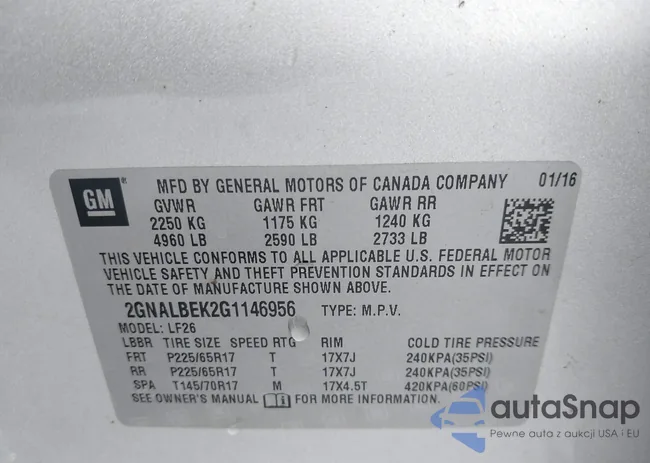 GM
MFD BY GENERAL MOTORS OF CANADA COMPANY 01/16
GVWR GAWR FRT GAWR RR
2250 KG 1175 KG 1240 KG
4960 LB 2590 LB 2733 LB
THIS VEHICLE CONFORMS TO ALL APPLICABLE U.S. FEDERAL MOTOR
VEHICLE SAFETY AND THEFT PREVENTION STANDARDS IN EFFECT ON
THE DATE OF MANUFACTURE SHOWN ABOVE.
2GNALBEK2G1146956 TYPE: M.P.V.
MODEL: LF26
LBBR TIRE SIZE SPEED RTG RIM COLD TIRE PRESSURE
FRT P225/65R17 T 17X7J 240KPA(35PSI)
RR P225/65R17 T 17X7J 240KPA(35PSI)
SPA T145/70R17 M 17X4.5T 420KPA(60PSI)
SEE OWNER'S MANUAL FOR MORE INFORMATION.
autaSnap
Pewne auta z aukcji USA i EU